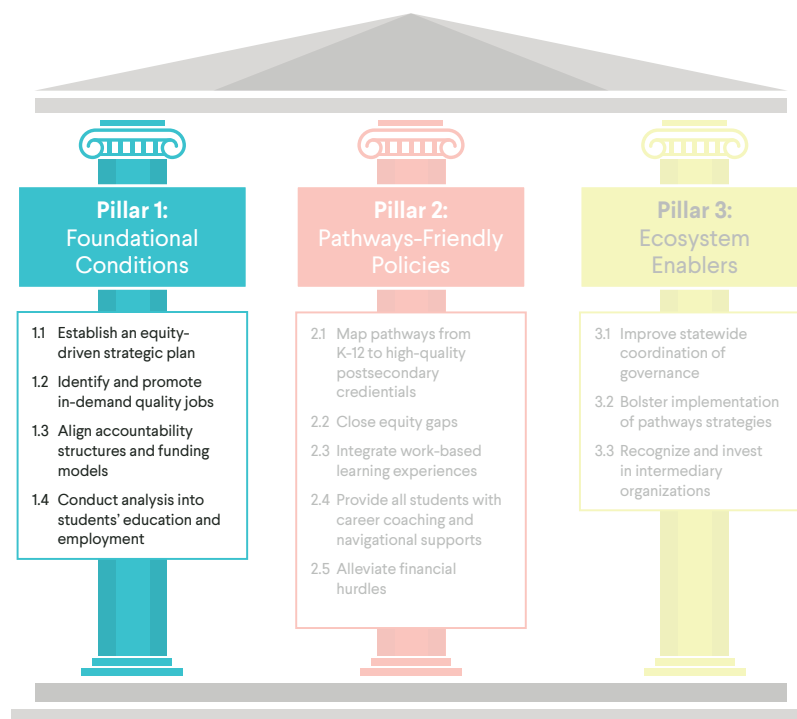 Pillar 1:
Foundational
Conditions
1.1 Establish an equity-
driven strategic plan
1.2 Identify and promote
in-demand quality jobs
1.3 Align accountability
structures and funding
models
1.4 Conduct analysis into
students’ education and
employment
Pillar 2:
Pathways-Friendly
Policies
2.1 Map pathways from
K-12 to high-quality
postsecondary
credentials
2.2 Close equity gaps
2.3 Integrate work-based
learning experiences
2.4 Provide all students with
career coaching and
navigational supports
2.5 Alleviate financial
hurdles
Pillar 3:
Ecosystem
Enablers
3.1 Improve statewide
coordination of
governance
3.2 Bolster implementation
of pathways strategies
3.3 Recognize and invest
in intermediary
organizations